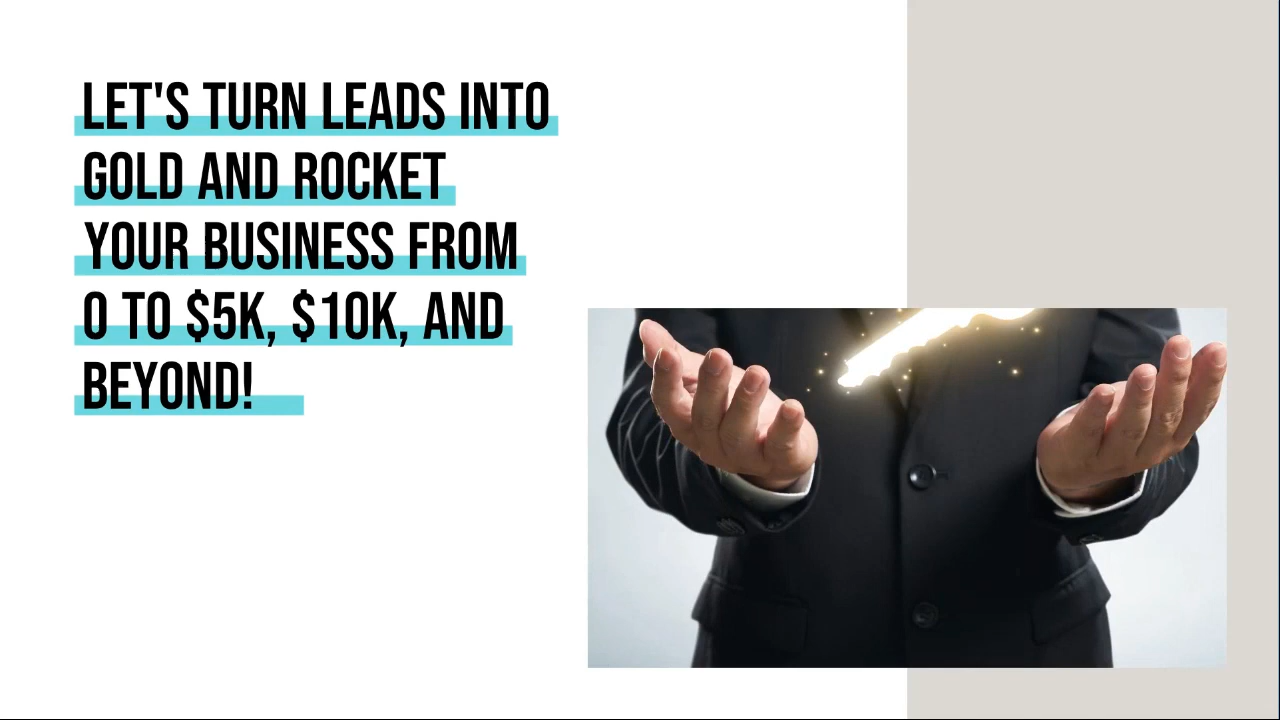 LET'S TURN LEADS INTO
GOLD AND ROCKET
YOUR BUSINESS FROM
0 TO $5K, $10K, AND
BEYOND!